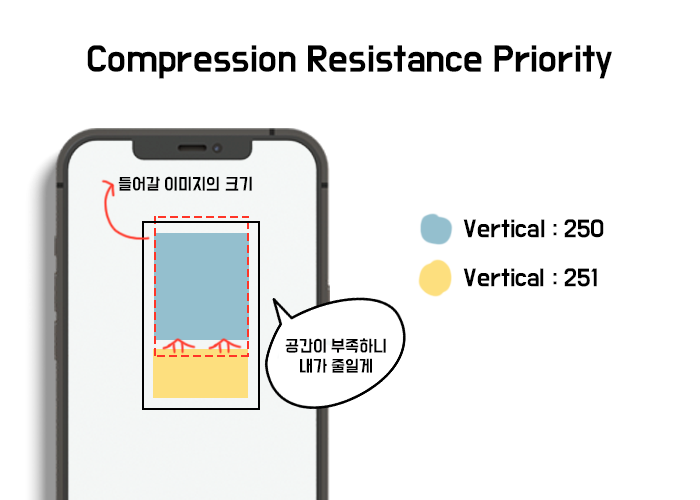 Compression Resistance Priority
들어갈 이미지의 크기
Vertical : 250
Vertical : 251
공간이 부족하니
내가 줄일게